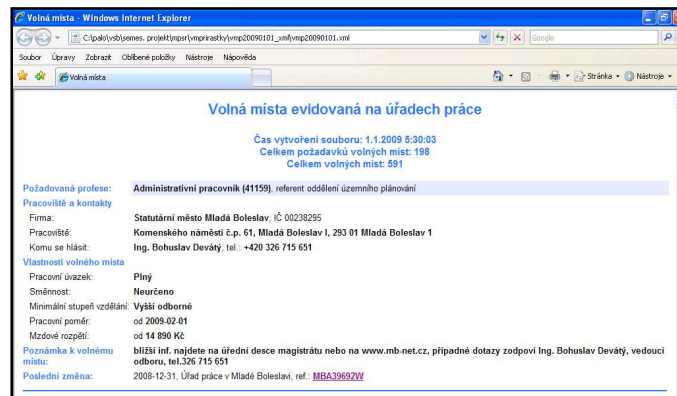 Volná místa - Windows Internet Explorer
C:\palo\vsb\semes. projekt\mpsr\vmprirastky\vmp20090101_xml\vmp20090101.xml
Google
Soubor Úpravy Zobrazit Oblíbené položky Nástroje Nápověda
Volná místa
Stránka Nástroje
Volná místa evidovaná na úřadech práce
Čas vytvoření souboru: 1.1.2009 5:30:03
Celkem požadavků volných míst: 198
Celkem volných míst: 591
Požadovaná profese: Administrativní pracovník (41159), referent oddělení územního plánování
Pracoviště a kontakty
Firma: Statutární město Mladá Boleslav, IČ 00238295
Pracoviště: Komenského náměstí č.p. 61, Mladá Boleslav I, 293 01 Mladá Boleslav 1
Komu se hlásit: Ing. Bohuslav Devátý, tel.: +420 326 715 651
Vlastnosti volného místa
Pracovní úvazek: Plný
Směnnost: Neurčeno
Minimální stupeň vzdělání: Vyšší odborné
Pracovní poměr: od 2009-02-01
Mzdové rozpětí: od 14 890 Kč
Poznámka k volnému místu: bližší inf. najdete na úřední desce magistrátu nebo na www.mb-net.cz, případné dotazy zodpoví Ing. Bohuslav Devátý, vedoucí
odboru, tel.326 715 651
Poslední změna: 2008-12-31, Úřad práce v Mladé Boleslavi, ref.: MBA39692W